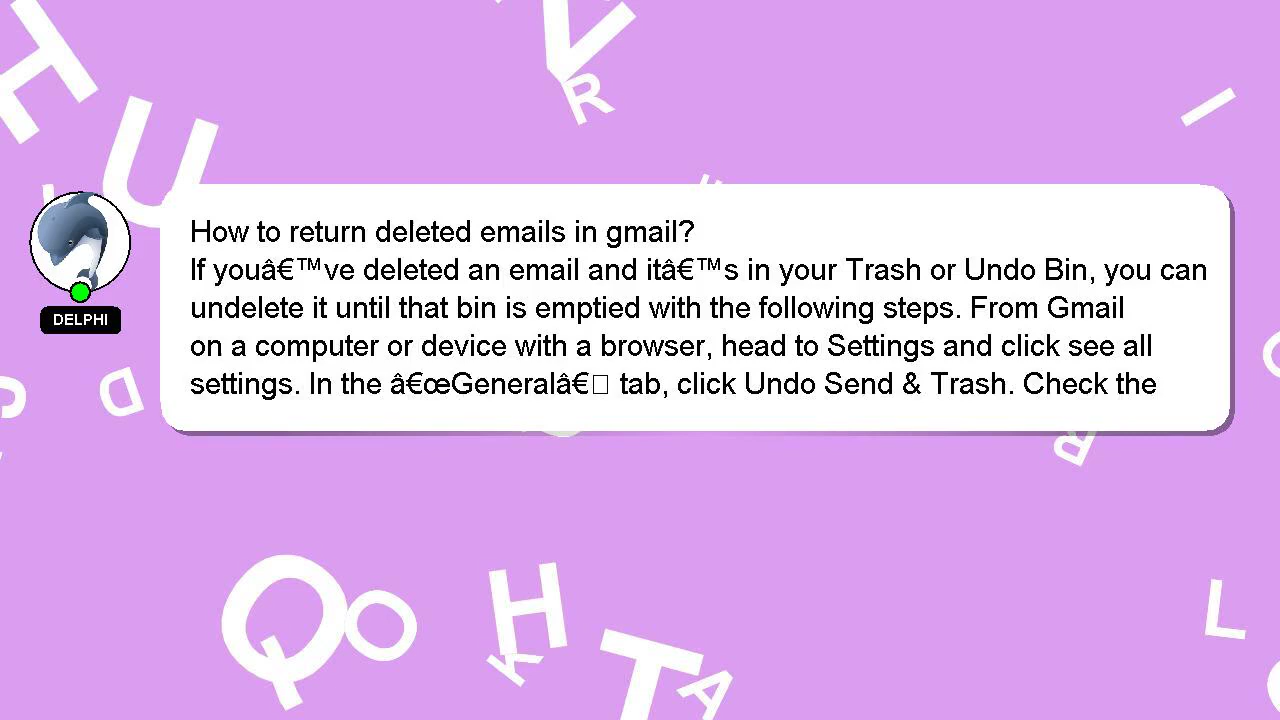 H
V
R
I
U
How to return deleted emails in gmail?
If youâ€™ve deleted an email and itâ€™s in your Trash or Undo Bin, you can
undelete it until that bin is emptied with the following steps. From Gmail
on a computer or device with a browser, head to Settings and click see all
settings. In the â€œGeneralâ€□ tab, click Undo Send & Trash. Check the
DELPHI
D
R
Q
O
H
K
T
A
L